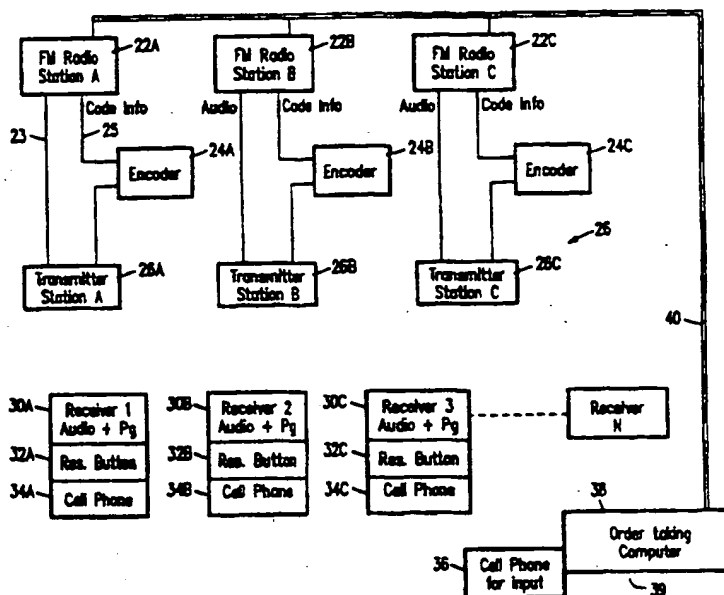 FM Radio
Station A
22A
FM Radio
Station B
22B
FM Radio
Station C
22C
23
25
Code Info
Audio
Code Info
Audio
Code Info
Encoder
24A
Encoder
24B
Encoder
24C
26
Transmitter
Station A
26A
Transmitter
Station B
26B
Transmitter
Station C
26C
40
30A
Receiver 1
Audio + Pg
30B
Receiver 2
Audio + Pg
30C
Receiver 3
Audio + Pg
Receiver
N
32A
Res. Button
32B
Res. Button
32C
Res. Button
34A
Cell Phone
34B
Cell Phone
34C
Cell Phone
38
Order taking
Computer
36
Cell Phone
for input
39